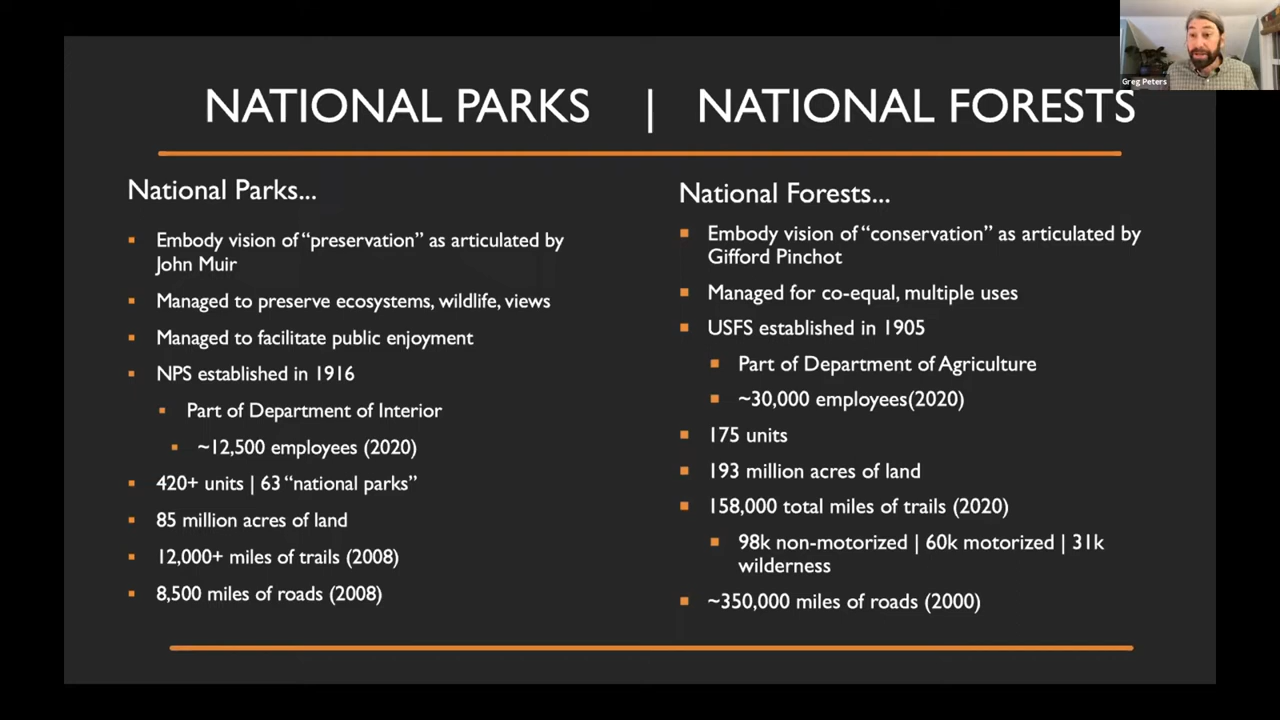 Greg Peters
NATIONAL PARKS | NATIONAL FORESTS
National Parks...
Embody vision of “preservation” as articulated by
John Muir
Managed to preserve ecosystems, wildlife, views
Managed to facilitate public enjoyment
NPS established in 1916
Part of Department of Interior
~12,500 employees (2020)
420+ units | 63 “national parks”
85 million acres of land
12,000+ miles of trails (2008)
8,500 miles of roads (2008)
National Forests...
Embody vision of “conservation” as articulated by
Gifford Pinchot
Managed for co-equal, multiple uses
USFS established in 1905
Part of Department of Agriculture
~30,000 employees(2020)
175 units
193 million acres of land
158,000 total miles of trails (2020)
98k non-motorized | 60k motorized | 31k
wilderness
~350,000 miles of roads (2000)